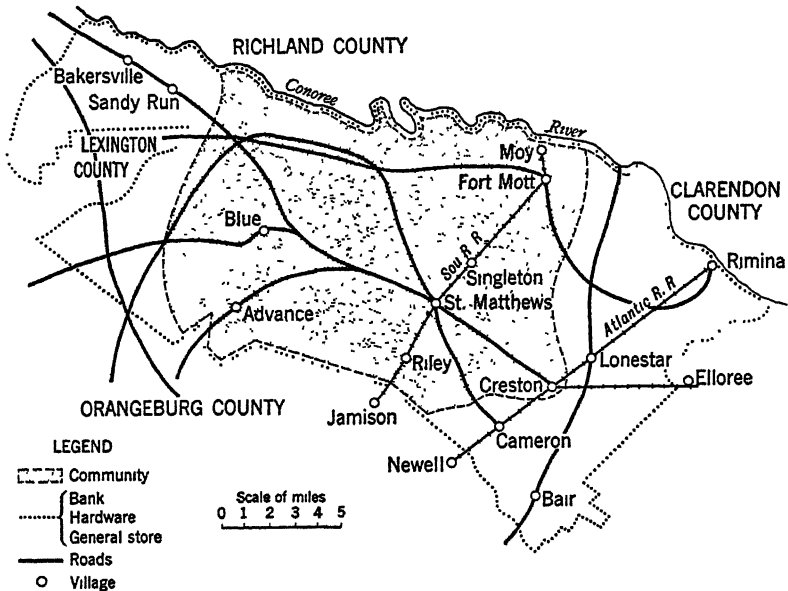 RICHLAND COUNTY
Bakersville
Sandy Run
Conoree
River
LEXINGTON
COUNTY
Moy
Fort Mott
CLARENDON
COUNTY
Blue
Sou R. R.
Singleton
Rimina
St. Matthews
Atlantic R. R
Advance
Riley
Lonestar
Creston
Elloree
ORANGEBURG COUNTY
Jamison
Cameron
Newell
Bair
LEGEND
Community
Bank
Hardware
General store
Roads
Village
Scale of miles
0 1 2 3 4 5